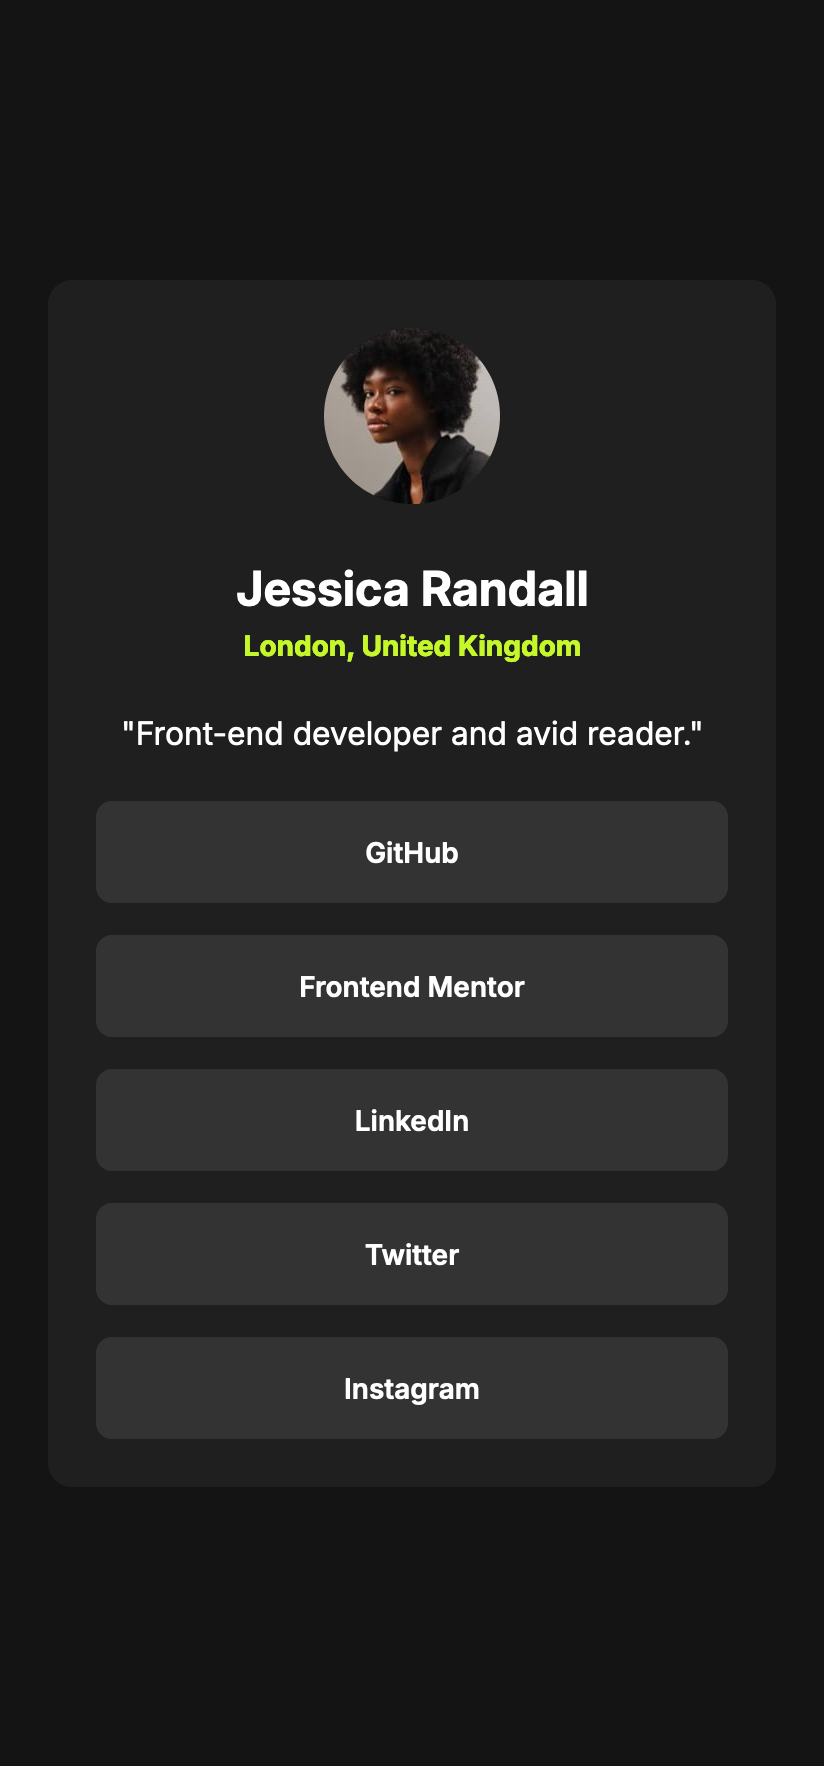 Jessica Randall
London, United Kingdom
"Front-end developer and avid reader."
GitHub
Frontend Mentor
LinkedIn
Twitter
Instagram